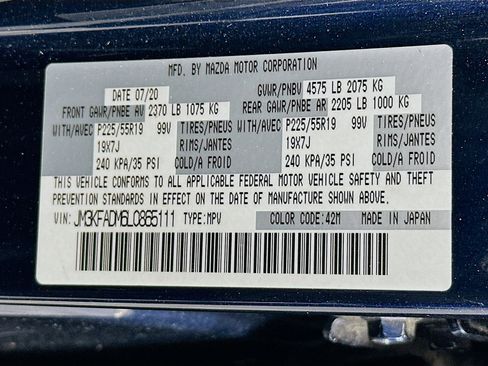 MFD. BY MAZDA MOTOR CORPORATION
DATE 07/20 GVWR/PNBV 4575 LB 2075 KG
FRONT GAWR/PNBE AV 2370 LB 1075 KG REAR GAWR/PNBE AR 2205 LB 1000 KG
WITH/AVEC P225/55R19 99V TIRES/PNEUS WITH/AVEC P225/55R19 99V TIRES/PNEUS
19X7J RIMS/JANTES 19X7J RIMS/JANTES
240 KPA/35 PSI COLD/A FROID 240 KPA/35 PSI COLD/A FROID
THIS VEHICLE CONFORMS TO ALL APPLICABLE FEDERAL MOTOR VEHICLE SAFETY AND THEFT
PREVENTION STANDARDS IN EFFECT ON THE DATE OF MANUFACTURE SHOWN ABOVE.
VIN: JM3KFADM6L0855111 TYPE:MPV COLOR CODE:42M MADE IN JAPAN